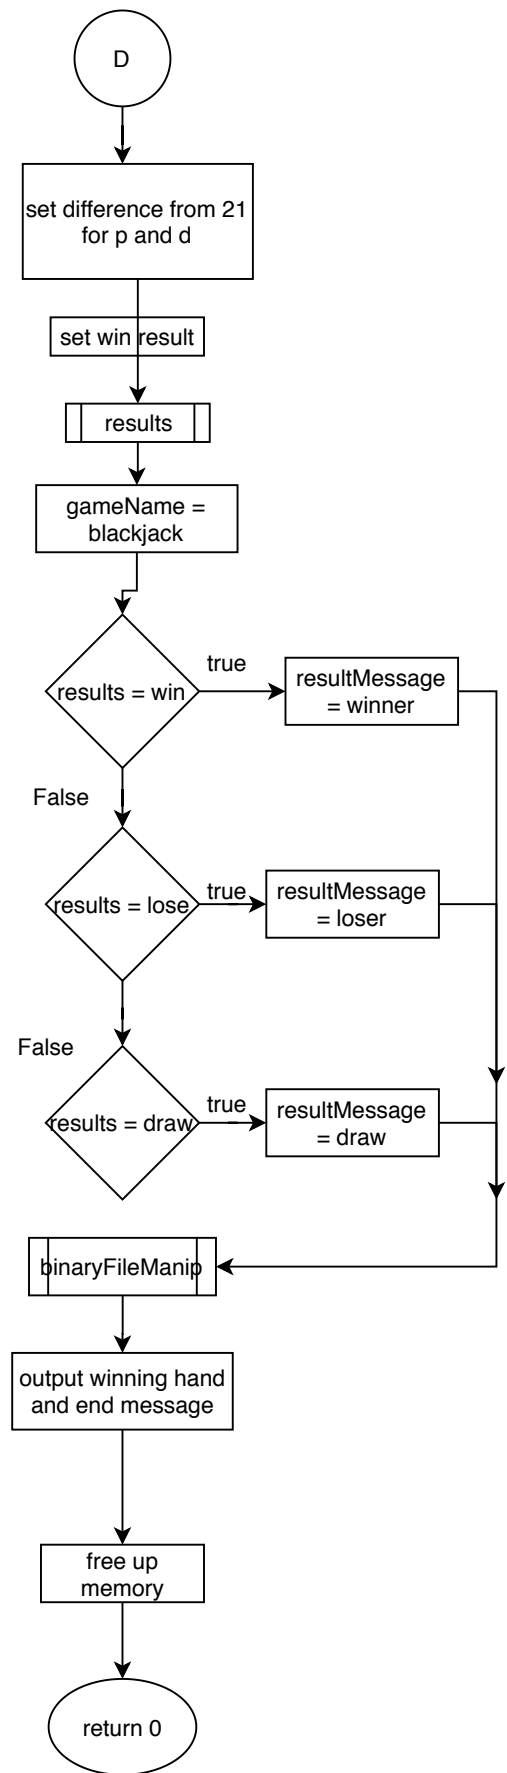 D
set difference from 21
for p and d
set win result
results
gameName =
blackjack
results = win
true
resultMessage
= winner
False
results = lose
true
resultMessage
= loser
False
results = draw
true
resultMessage
= draw
binaryFileManip
output winning hand
and end message
free up
memory
return 0